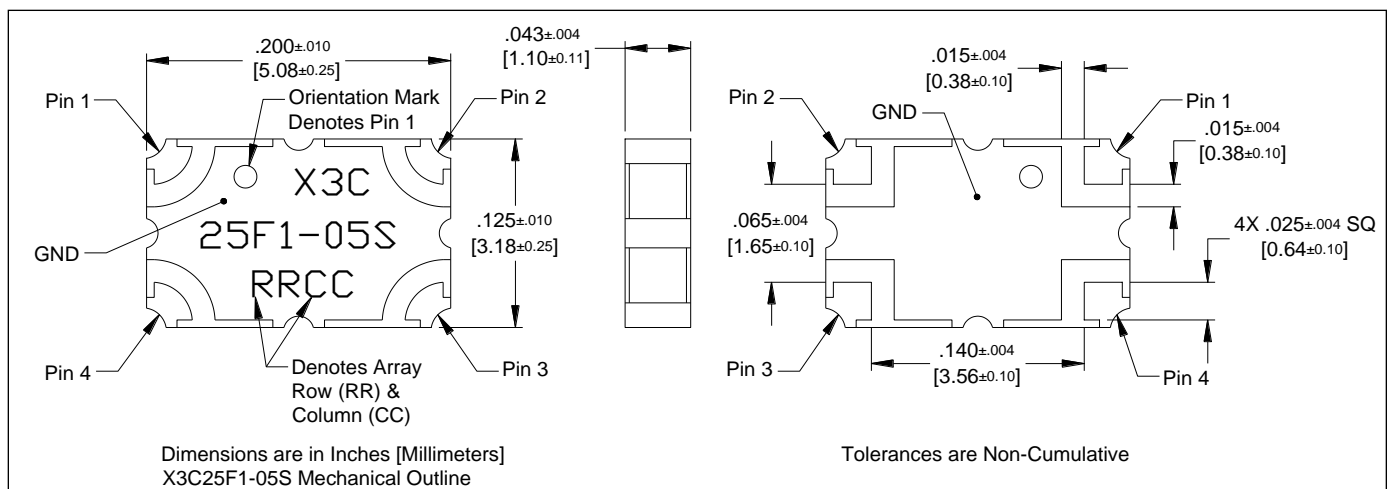 .200±.010
[5.08±0.25]
.043±.004
[1.10±0.11]
.015±.004
[0.38±0.10]
Pin 1
Orientation Mark
Denotes Pin 1
Pin 2
Pin 2
GND
Pin 1
.015±.004
[0.38±0.10]
X3C
25F1-05S
RRCC
.125±.010
[3.18±0.25]
GND
.065±.004
[1.65±0.10]
4X .025±.004 SQ
[0.64±0.10]
Pin 4
Denotes Array
Row (RR) &
Column (CC)
Pin 3
Pin 3
.140±.004
[3.56±0.10]
Pin 4
Dimensions are in Inches [Millimeters]
X3C25F1-05S Mechanical Outline
Tolerances are Non-Cumulative